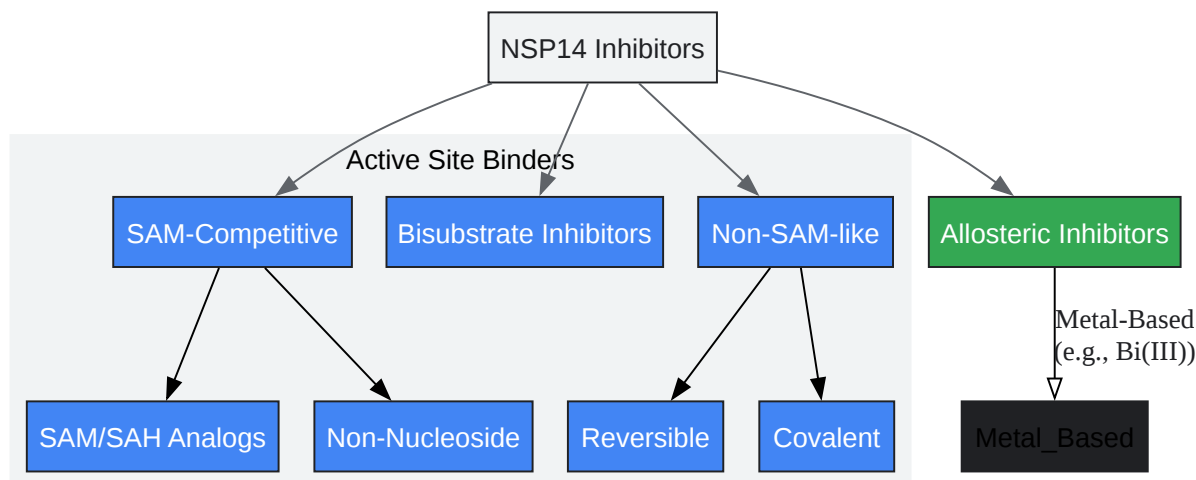 NSP14 Inhibitors
Active Site Binders
SAM-Competitive
Bisubstrate Inhibitors
Non-SAM-like
Allosteric Inhibitors
Metal-Based
(e.g., Bi(III))
SAM/SAH Analogs
Non-Nucleoside
Reversible
Covalent
Metal_Based